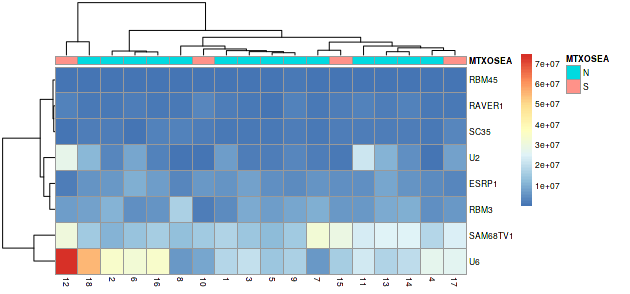 MTXOSEA
RBM45
RAVER1
SC35
U2
ESRP1
RBM3
SAM68TV1
U6
12 18 2 6 16 8 10 1 3 5 9 7 15 11 13 14 4 17
7e+07
6e+07
5e+07
4e+07
3e+07
2e+07
1e+07
MTXOSEA
N
S